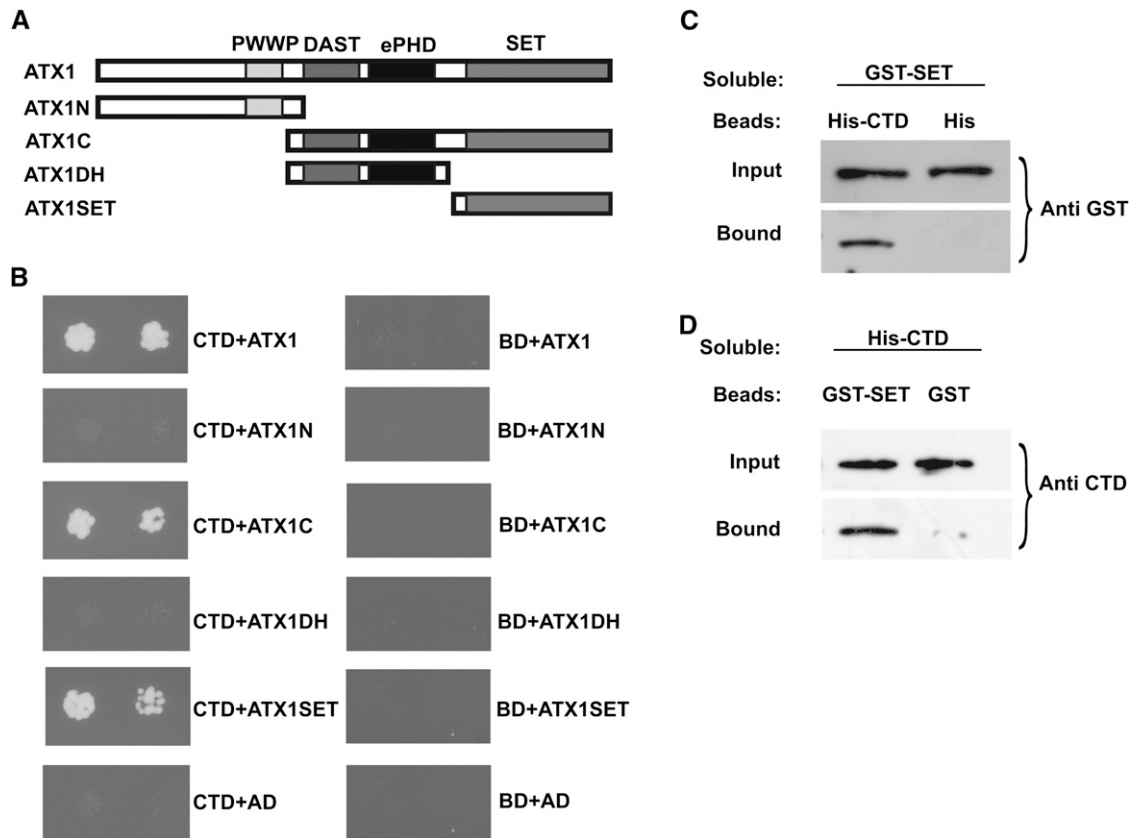 A
PWWP DAST ePHD SET
ATX1
ATX1N
ATX1C
ATX1DH
ATX1SET
B
CTD+ATX1 BD+ATX1
CTD+ATX1N BD+ATX1N
CTD+ATX1C BD+ATX1C
CTD+ATX1DH BD+ATX1DH
CTD+ATX1SET BD+ATX1SET
CTD+AD BD+AD
C
Soluble: GST-SET
Beads: His-CTD His
Input
Anti GST
Bound
D
Soluble: His-CTD
Beads: GST-SET GST
Input
Anti CTD
Bound